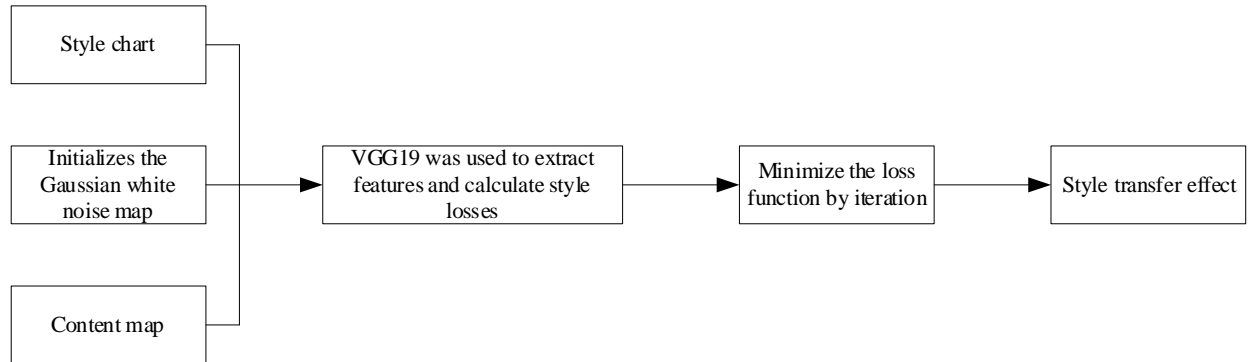 Style chart
Initializes the
Gaussian white
noise map
Content map
VGG19 was used to extract
features and calculate style
losses
Minimize the loss
function by iteration
Style transfer effect